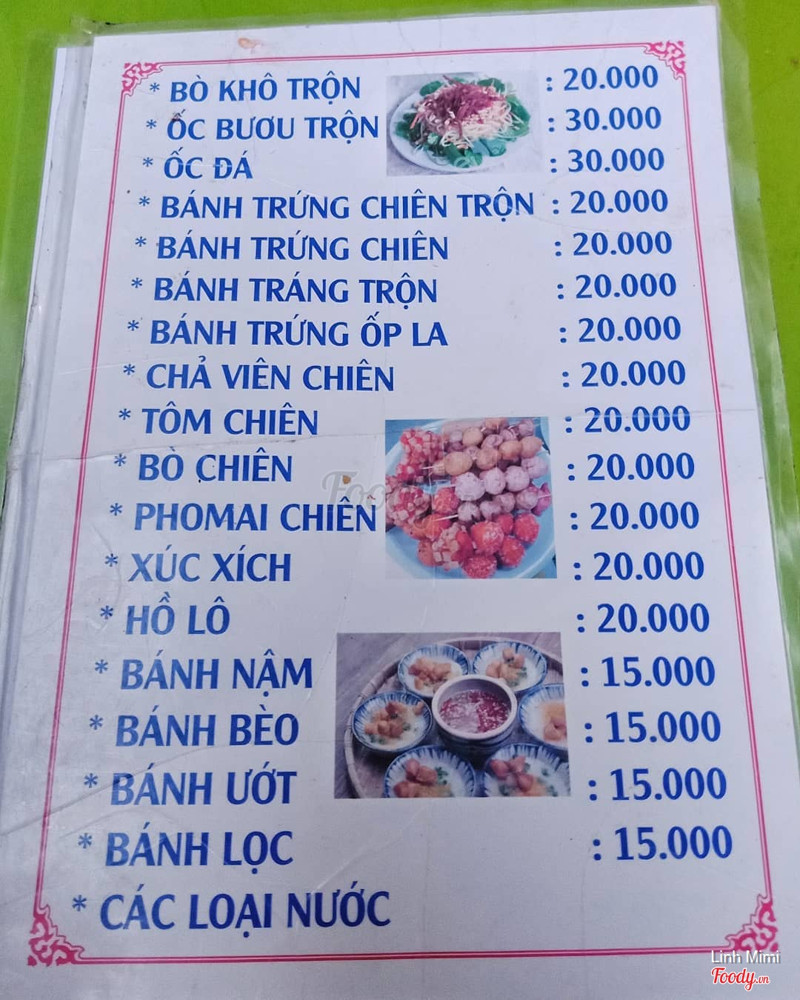 * BÒ KHÔ TRỘN : 20.000
* ỐC BƯƠU TRỘN : 30.000
* ỐC ĐÁ : 30.000
* BÁNH TRỨNG CHIÊN TRỘN : 20.000
* BÁNH TRỨNG CHIÊN : 20.000
* BÁNH TRÁNG TRỘN : 20.000
* BÁNH TRỨNG ỐP LA : 20.000
* CHẢ VIÊN CHIÊN : 20.000
* TÔM CHIÊN : 20.000
* BÒ CHIÊN : 20.000
* PHOMAI CHIÊN : 20.000
* XÚC XÍCH : 20.000
* HỒ LÔ : 20.000
* BÁNH NẬM : 15.000
* BÁNH BÈO : 15.000
* BÁNH ƯỚT : 15.000
* BÁNH LỌC : 15.000
* CÁC LOẠI NƯỚC
Linh Mimi
Foody.vn